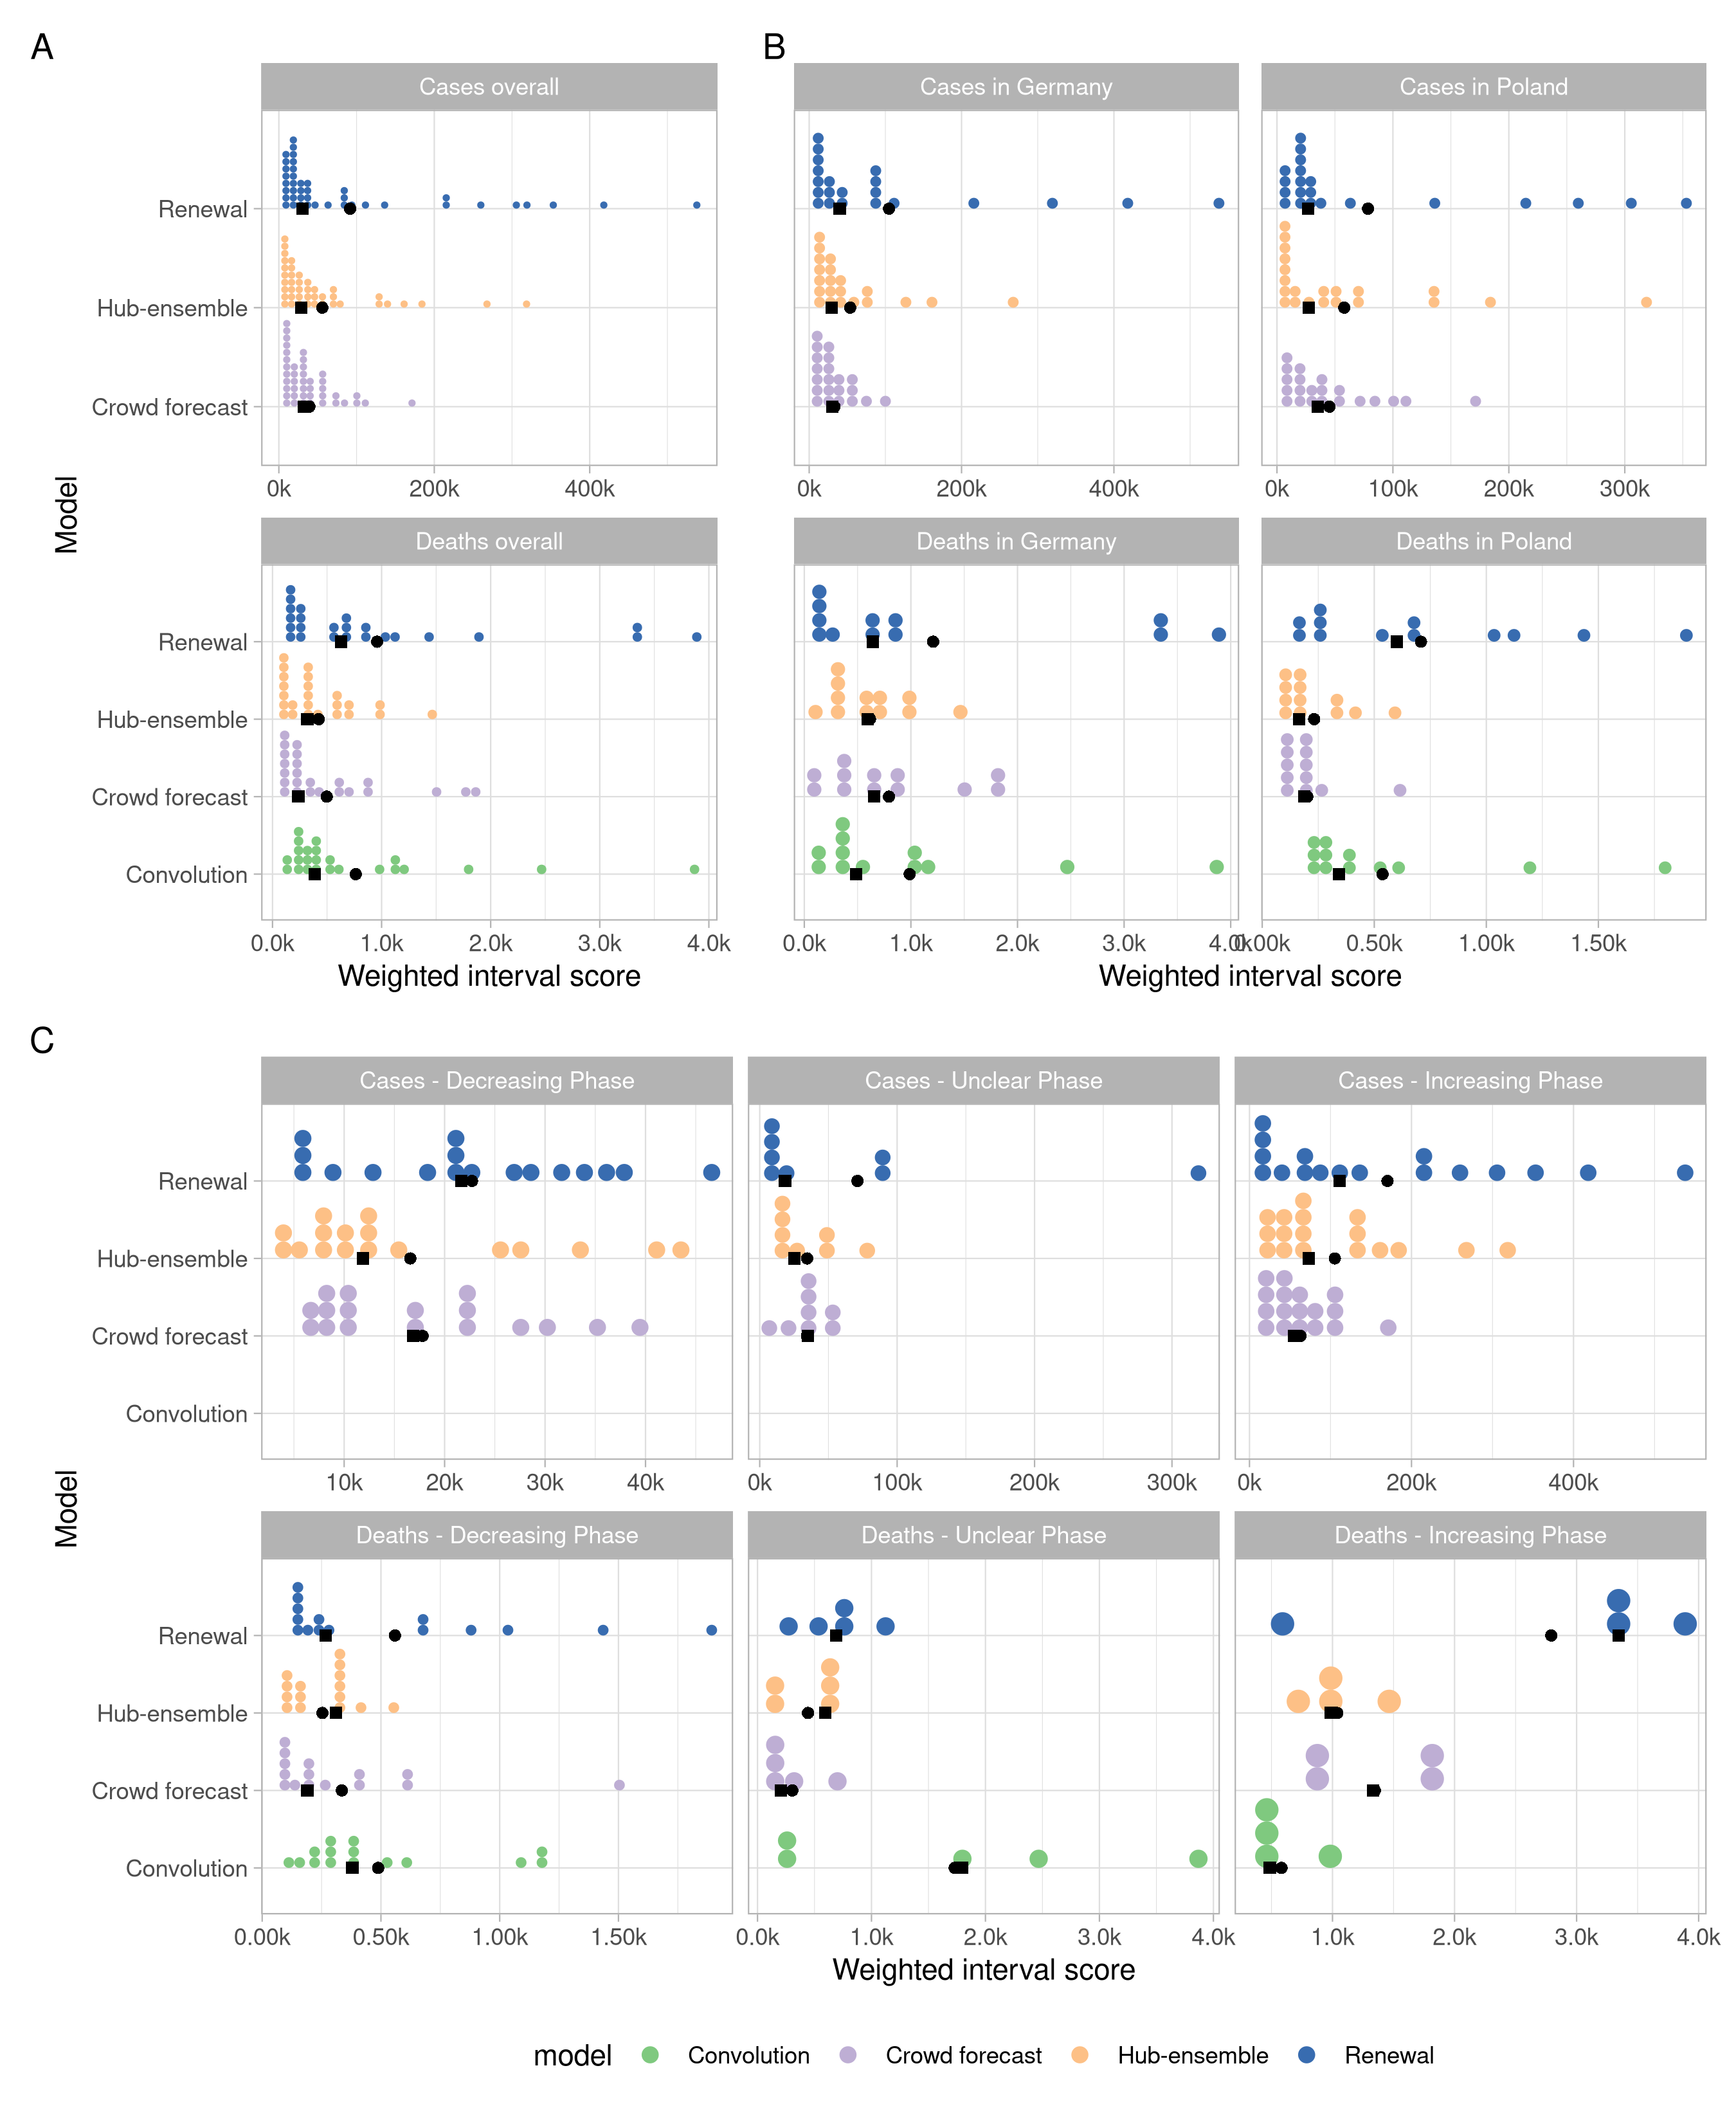 A
B
Cases overall
Cases in Germany
Cases in Poland
Renewal
Hub-ensemble
Crowd forecast
0k 200k 400k
0k 200k 400k
0k 100k 200k 300k
Model
Deaths overall
Deaths in Germany
Deaths in Poland
Renewal
Hub-ensemble
Crowd forecast
Convolution
0.0k 1.0k 2.0k 3.0k 4.0k
0.0k 1.0k 2.0k 3.0k 4.0k
0.00k 0.50k 1.00k 1.50k
Weighted interval score
Weighted interval score
C
Cases - Decreasing Phase
Cases - Unclear Phase
Cases - Increasing Phase
Renewal
Hub-ensemble
Crowd forecast
Convolution
10k 20k 30k 40k
0k 100k 200k 300k
0k 200k 400k
Model
Deaths - Decreasing Phase
Deaths - Unclear Phase
Deaths - Increasing Phase
Renewal
Hub-ensemble
Crowd forecast
Convolution
0.00k 0.50k 1.00k 1.50k
0.0k 1.0k 2.0k 3.0k 4.0k
1.0k 2.0k 3.0k 4.0k
Weighted interval score
model Convolution Crowd forecast Hub-ensemble Renewal